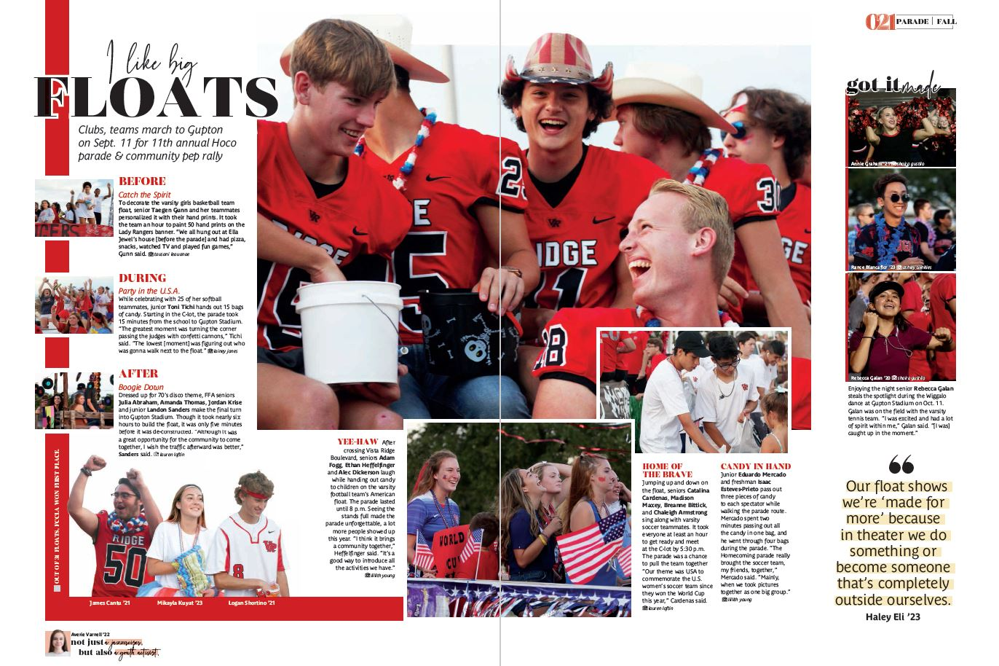 021 PARADE | FALL
I like big
FLOATS
Clubs, teams march to Gupton
on Sept. 11 for 11th annual Hoco
parade & community pep rally
BEFORE
Catch the Spirit
To decorate the varsity girls basketball team
float, senior Taegen Gunn and her teammates
personalized it with their hand prints. It took
the team an hour to paint 50 hand prints on the
Lady Rangers banner. "We all hung out at Ella
Jewel's house [before the parade] and had pizza,
snacks, watched TV and played fun games,"
Gunn said.
DURING
Party in the U.S.A.
While celebrating with 25 of her softball
teammates, junior Toni Tichi hands out 15 bags
of candy. Starting in the C-lot, the parade took
15 minutes from the school to Gupton Stadium.
"The greatest moment was turning the corner
passing the judges with confetti cannons," Tichi
said. "The lowest [moment] was figuring out who
was gonna walk next to the float." lainey jones
AFTER
Boogie Down
Dressed up for 70's disco theme, FFA seniors
Julia Abraham, Amanda Thomas, Jordan Krise
and junior Landon Sanders make the final turn
into Gupton Stadium. Though it took nearly six
hours to build the float, it was only five minutes
before it was de-constructed. "Although it was
a great opportunity for the community to come
together, I wish the traffic afterward was better,"
Sanders said. lauren loftin
OUT OF 24 FLOATS, FCCLA WON FIRST PLACE
RIDGE
50
8
VR
James Cantu '21
Mikayla Kuyat '23
Logan Shortino '21
Averie Varnell '22
not just a jazzerciser,
but also a youth activist.
YEE-HAW After
crossing Vista Ridge
Boulevard, seniors Adam
Fogg, Ethan Heffelfinger
and Alec Dickerson laugh
while handing out candy
to children on the varsity
football team's American
float. The parade lasted
until 8 p.m. Seeing the
stands full made the
parade unforgettable, a lot
more people showed up
this year. "I think it brings
a community together,"
Heffelfinger said. "It's a
good way to introduce all
the activities we have."
lilith young
WORLD
CUP
HOME OF
THE BRAVE
Jumping up and down on
the float, seniors Catalina
Cardenas, Madison
Maxey, Breanne Bittick,
and Chaleigh Armstrong
sing along with varsity
soccer teammates. It took
everyone at least an hour
to get ready and meet
at the C-lot by 5:30 p.m.
The parade was a chance
to pull the team together
"Our theme was USA to
commemorate the U.S.
women's soccer team since
they won the World Cup
this year," Cardenas said.
lauren loftin
CANDY IN HAND
Junior Eduardo Mercado
and freshman Isaac
Esteves-Prieto pass out
three pieces of candy
to each spectator while
walking the parade route.
Mercado spent two
minutes passing out all
the candy in one bag, and
he went through four bags
during the parade. "The
Homecoming parade really
brought the soccer team,
my friends, together,"
Mercado said. "Mainly,
when we took pictures
together as one big group."
lilith young
got it made
Annie Graham '21 shaira gustilo
Rance Blancaflor '23 ashley binkies
Rebecca Galan '20 shaira gustilo
Enjoying the night senior Rebecca Galan
steals the spotlight during the Wiggalo
dance at Gupton Stadium on Oct. 11.
Galan was on the field with the varsity
tennis team. "I was excited and had a lot
of spirit within me," Galan said. "[I was]
caught up in the moment."
“
Our float shows
we're 'made for
more' because
in theater we do
something or
become someone
that's completely
outside ourselves.
Haley Eli '23